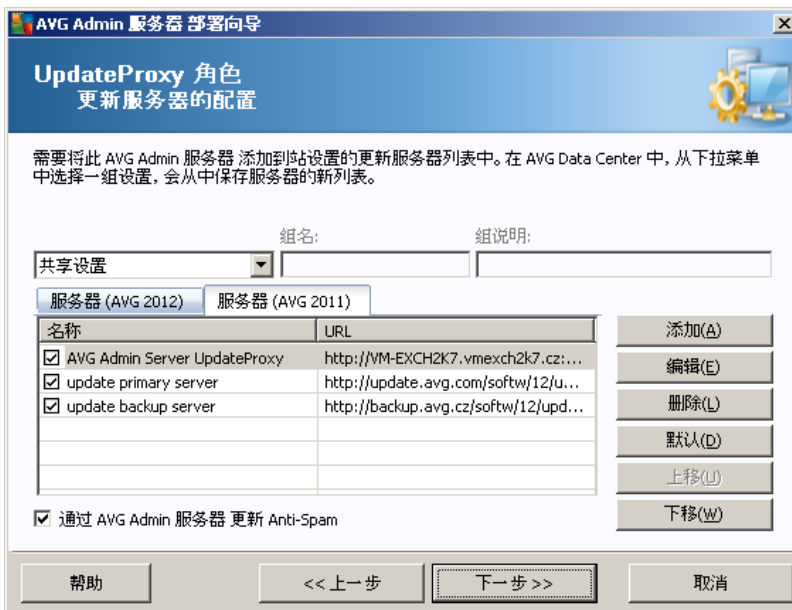 AVG Admin 服务器 部署向导
UpdateProxy 角色
更新服务器的配置
需要将此 AVG Admin 服务器 添加到站设置的更新服务器列表中。在 AVG Data Center 中，从下拉菜单
中选择一组设置，会从中保存服务器的新列表。
组名: 组说明:
共享设置
服务器 (AVG 2012) 服务器 (AVG 2011)
名称 URL
AVG Admin Server UpdateProxy http://VM-EXCH2K7.vmexch2k7.cz:...
update primary server http://update.avg.com/softw/12/u...
update backup server http://backup.avg.cz/softw/12/upd...
添加(A)
编辑(E)
删除(L)
默认(D)
上移(U)
下移(W)
通过 AVG Admin 服务器 更新 Anti-Spam
帮助 << 上一步 下一步 >> 取消